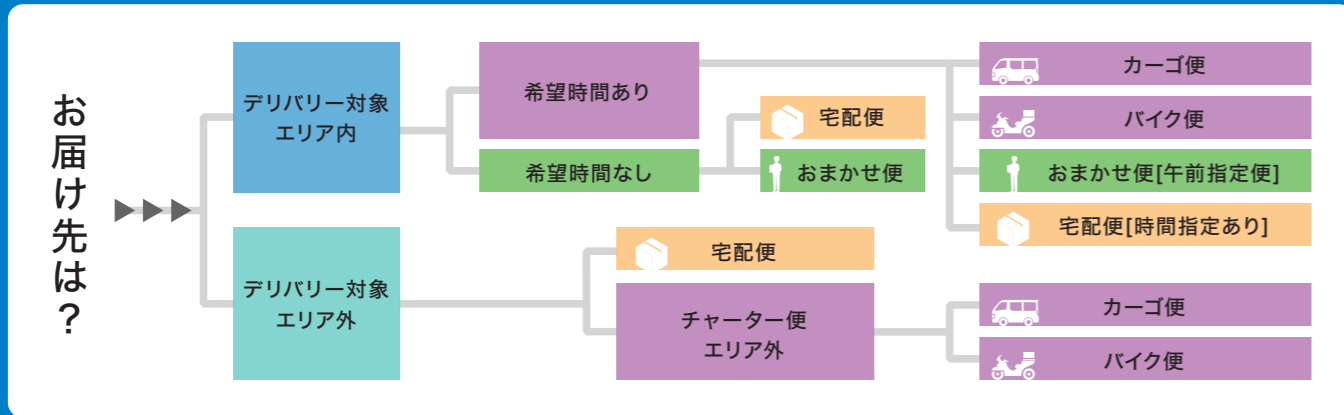 お届け先は？
デリバリー対象
エリア内
希望時間あり
カーゴ便
バイク便
おまかせ便[午前指定便]
宅配便[時間指定あり]
希望時間なし
宅配便
おまかせ便
デリバリー対象
エリア外
宅配便
チャーター便
エリア外
カーゴ便
バイク便